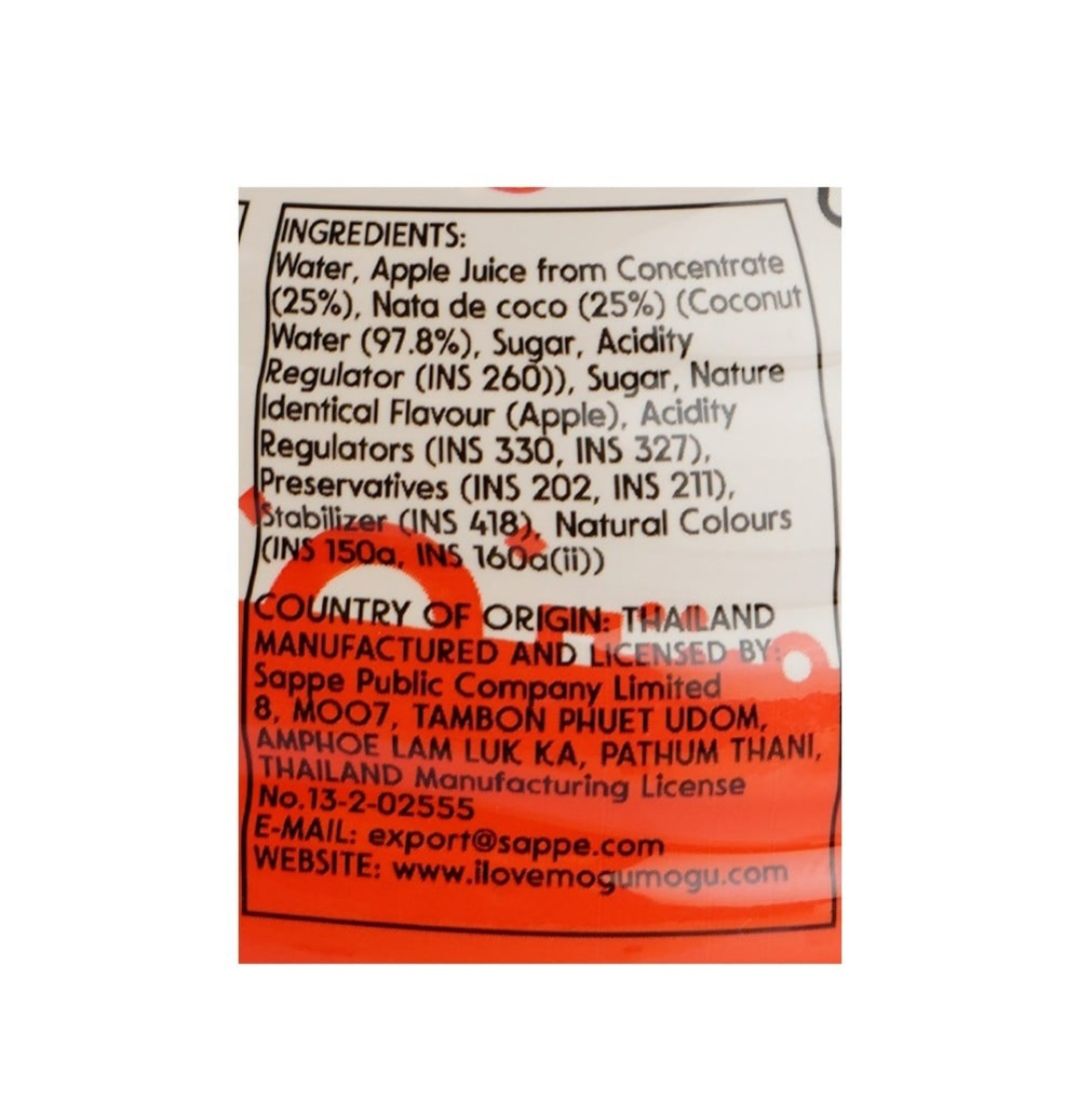 INGREDIENTS:
Water, Apple Juice from Concentrate
(25%), Nata de coco (25%) (Coconut
Water (97.8%), Sugar, Acidity
Regulator (INS 260)), Sugar, Nature
Identical Flavour (Apple), Acidity
Regulators (INS 330, INS 327),
Preservatives (INS 202, INS 211),
Stabilizer (INS 418), Natural Colours
(INS 150a, INS 160a(ii))
COUNTRY OF ORIGIN: THAILAND
MANUFACTURED AND LICENSED BY:
Sappe Public Company Limited
8, MOO7, TAMBON PHUET UDOM,
AMPHOE LAM LUK KA, PATHUM THANI,
THAILAND Manufacturing License
No.13-2-02555
E-MAIL: export@sappe.com
WEBSITE: www.ilovemogumogu.com